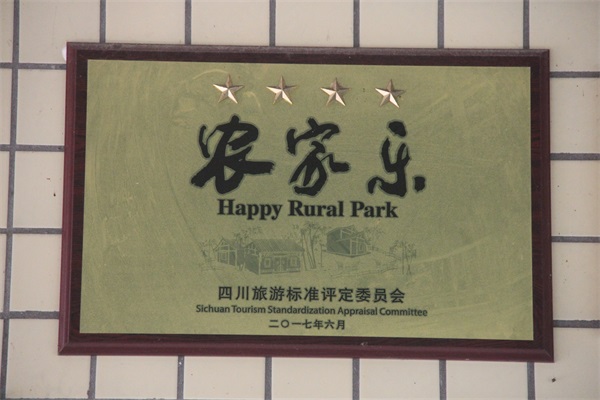 农家乐
Happy Rural Park
四川旅游标准评定委员会
Sichuan Tourism Standardization Appraisal Committee
二〇一七年六月